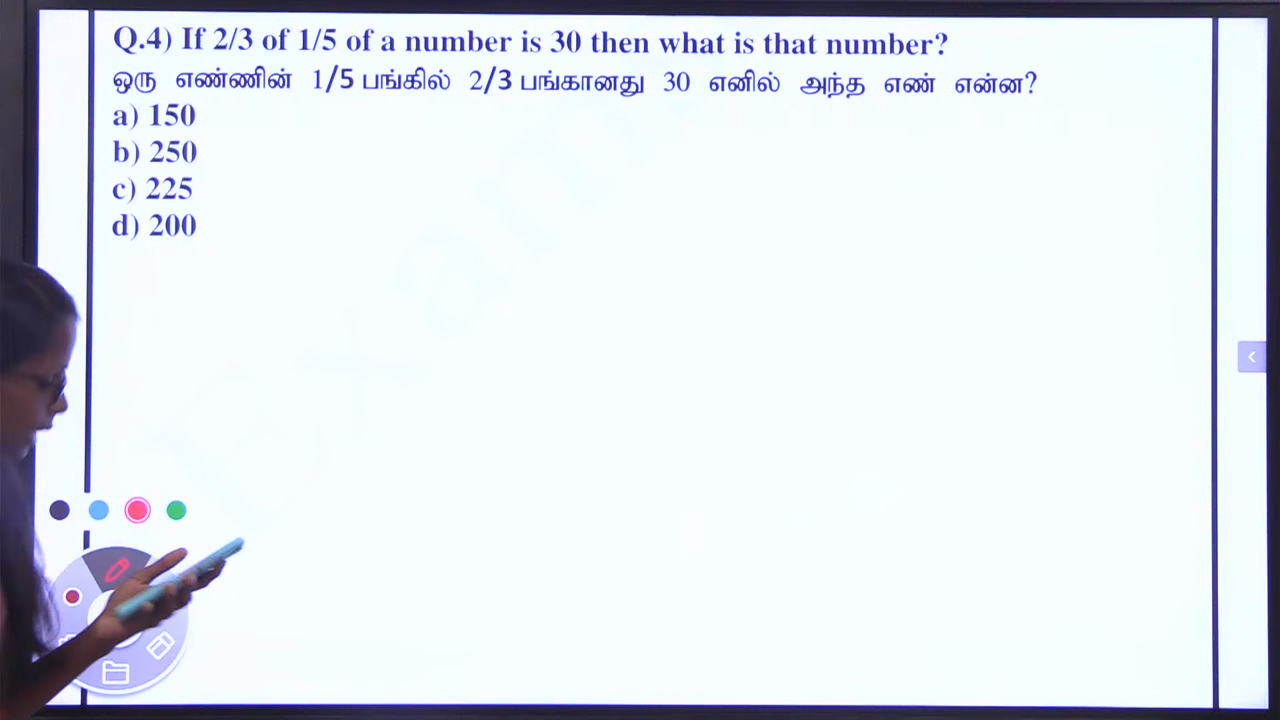 Q.4) If 2/3 of 1/5 of a number is 30 then what is that number?
ஒரு எண்ணின் 1/5 பங்கில் 2/3 பங்கானது 30 எனில் அந்த எண் என்ன?
a) 150
b) 250
c) 225
d) 200
Exam